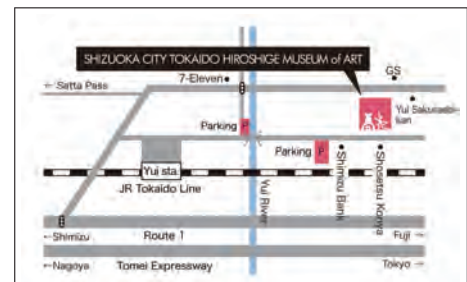 SHIZUOKA CITY TOKAIDO HIROSHIGE MUSEUM of ART
7-Eleven
GS
←Satta Pass
Yui Sakuraebi-
kan
Parking P
Parking P
Yui sta.
JR Tokaido Line
Yui River
Shimizu Bank
Shosetsu Konya
←Shimizu
Route 1
Fuji→
←Nagoya
Tomei Expressway
Tokyo→